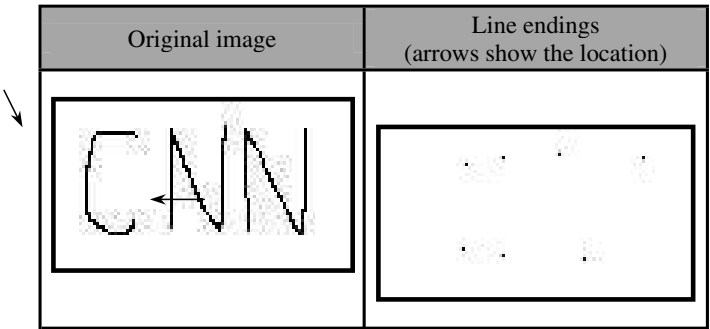 Original image
Line endings
(arrows show the location)
CNN